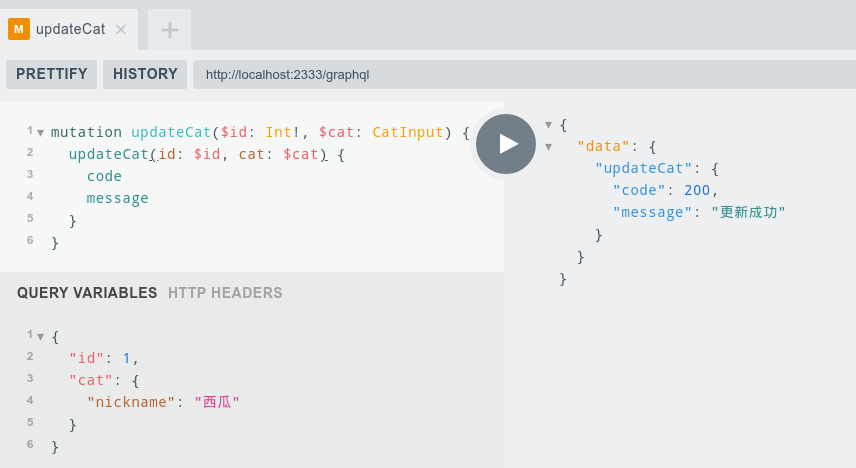 M updateCat ×
PRETTIFY HISTORY http://localhost:2333/graphql
1 mutation updateCat($id: Int!, $cat: CatInput) {
2 updateCat(id: $id, cat: $cat) {
3 code
4 message
5 }
6 }
QUERY VARIABLES HTTP HEADERS
1 {
2 "id": 1,
3 "cat": {
4 "nickname": "西瓜"
5 }
6 }
{
"data": {
"updateCat": {
"code": 200,
"message": "更新成功"
}
}
}